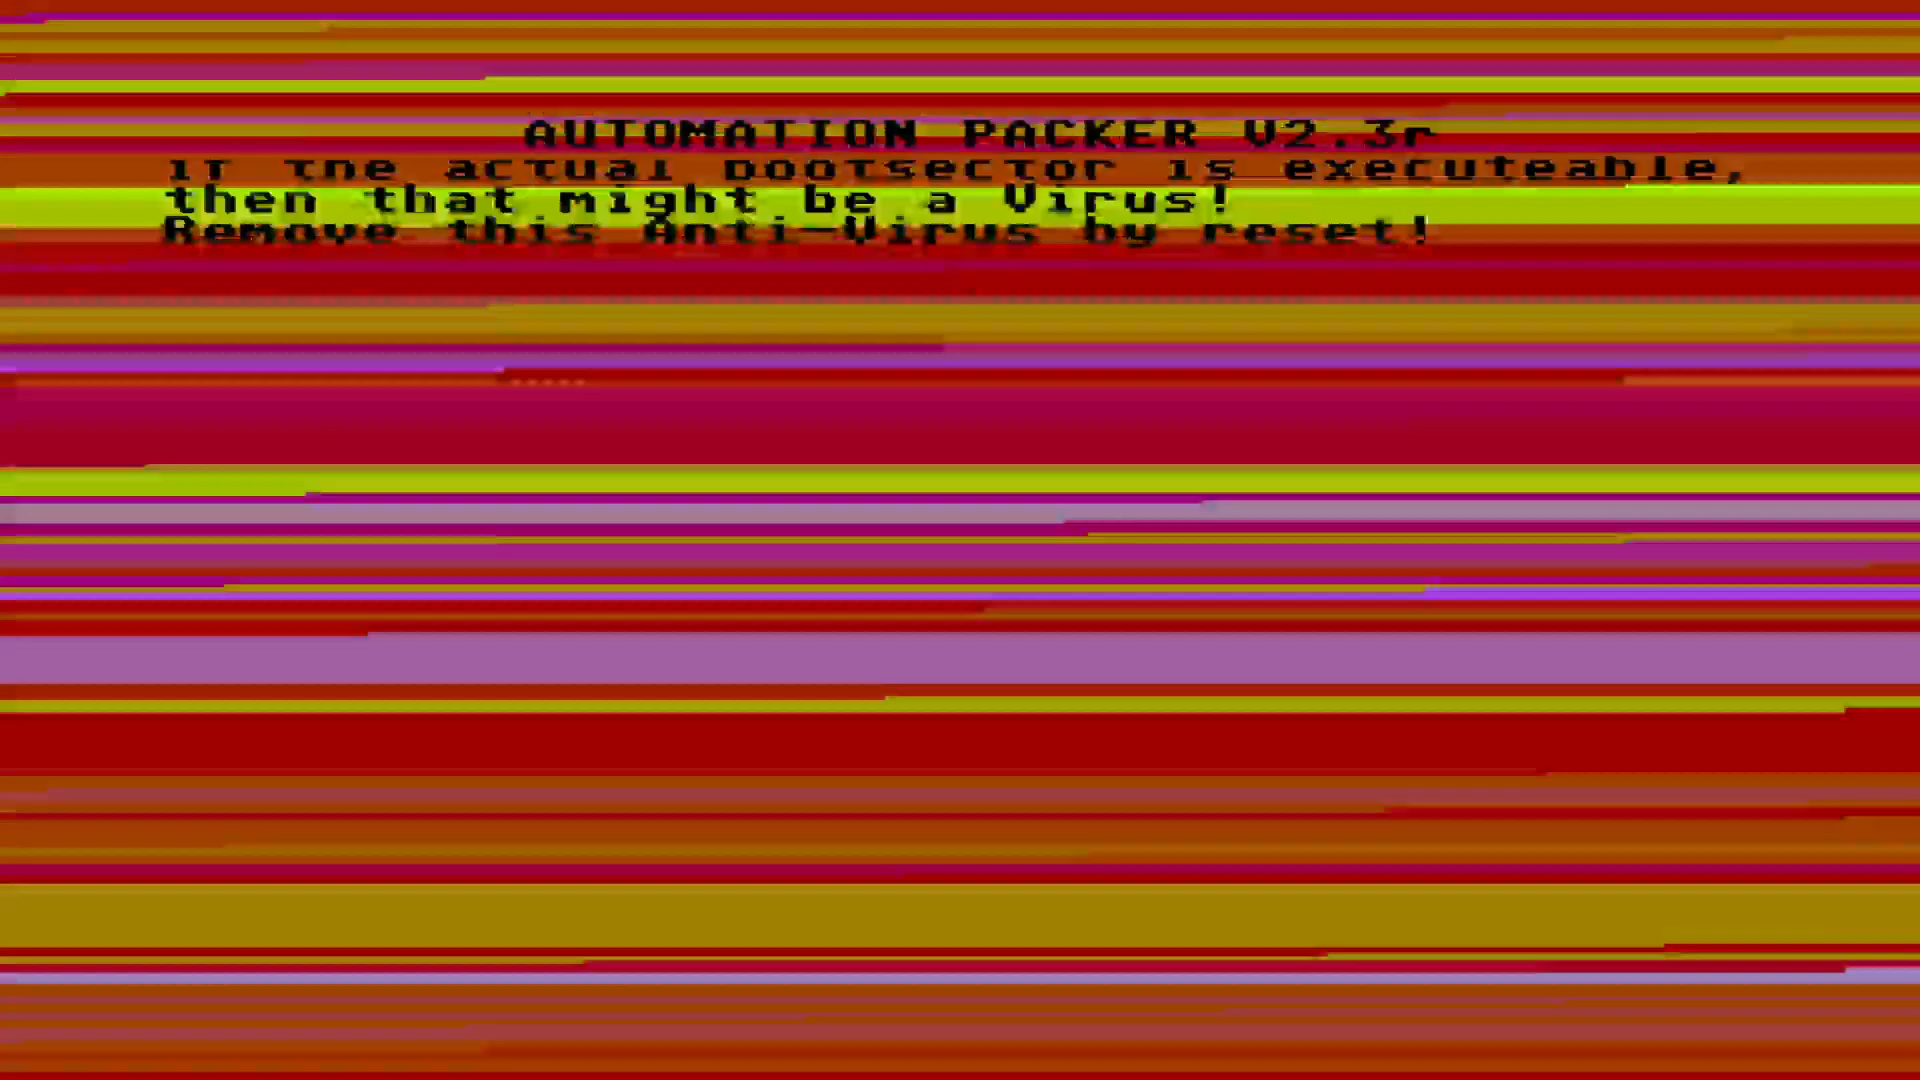 AUTOMATION PACKER V2.3r
If the actual bootsector is executeable,
then that might be a Virus!
Remove this Anti-Virus by reset!